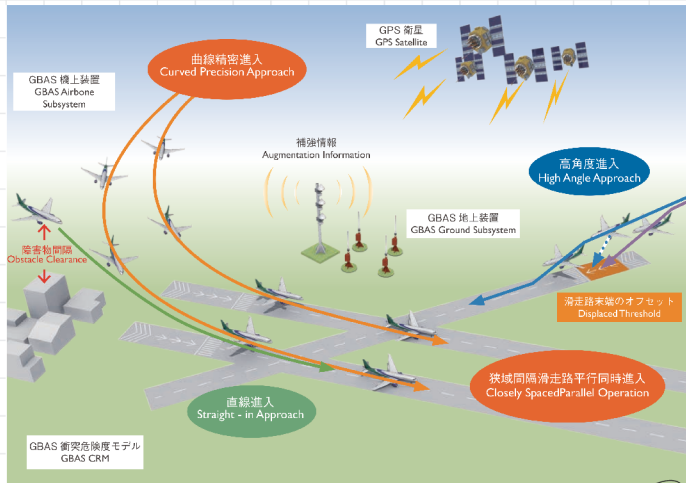 GPS 衛星
GPS Satellite
曲線精密進入
Curved Precision Approach
GBAS 機上装置
GBAS Airbone
Subsystem
補強情報
Augmentation Information
高角度進入
High Angle Approach
GBAS 地上装置
GBAS Ground Subsystem
障害物間隔
Obstacle Clearance
滑走路末端のオフセット
Displaced Threshold
狭域間隔滑走路平行同時進入
Closely SpacedParallel Operation
直線進入
Straight - in Approach
GBAS 衝突危険度モデル
GBAS CRM